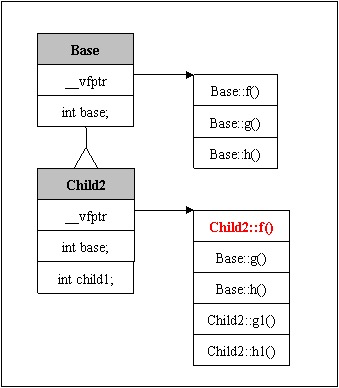 Base
__vfptr
int base;
Base::f()
Base::g()
Base::h()
Child2
__vfptr
int base;
int child1;
Child2::f()
Base::g()
Base::h()
Child2::g1()
Child2::h1()